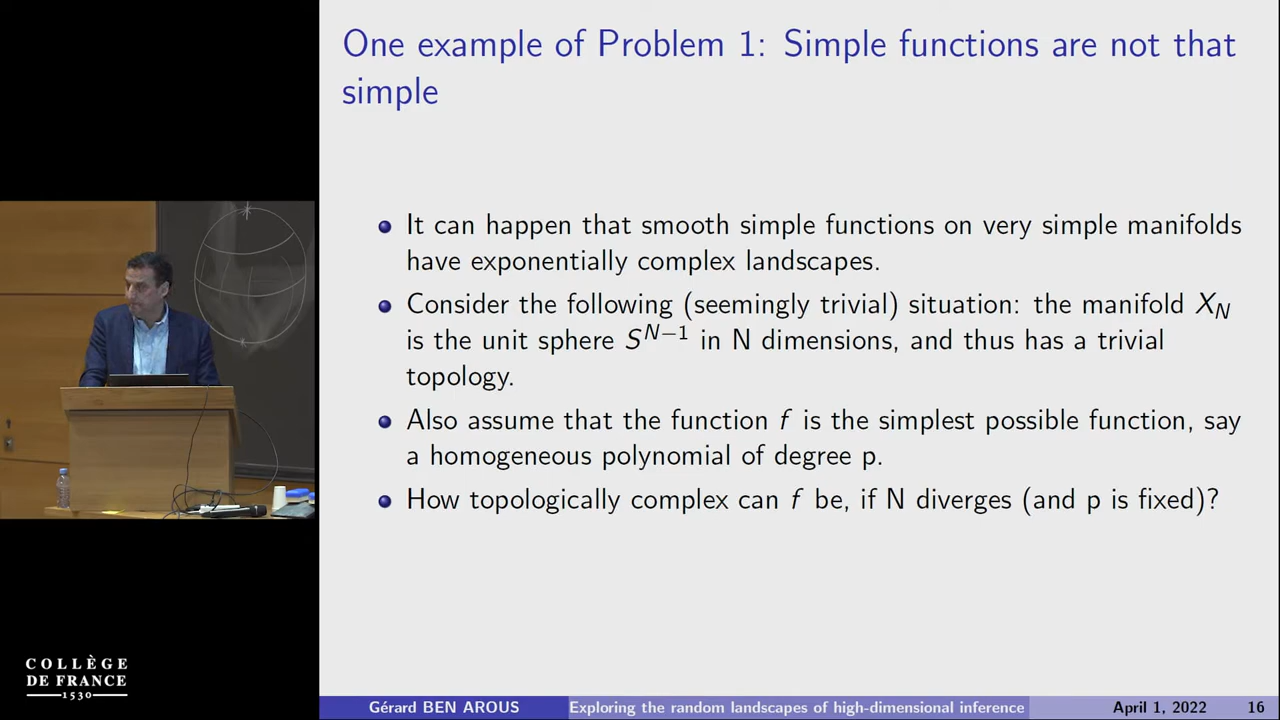 One example of Problem 1: Simple functions are not that
simple
It can happen that smooth simple functions on very simple manifolds
have exponentially complex landscapes.
Consider the following (seemingly trivial) situation: the manifold X_N
is the unit sphere S^{N−1} in N dimensions, and thus has a trivial
topology.
Also assume that the function f is the simplest possible function, say
a homogeneous polynomial of degree p.
How topologically complex can f be, if N diverges (and p is fixed)?
COLLÈGE
DE FRANCE
1530
Gérard BEN AROUS
Exploring the random landscapes of high-dimensional inference
April 1, 2022
16